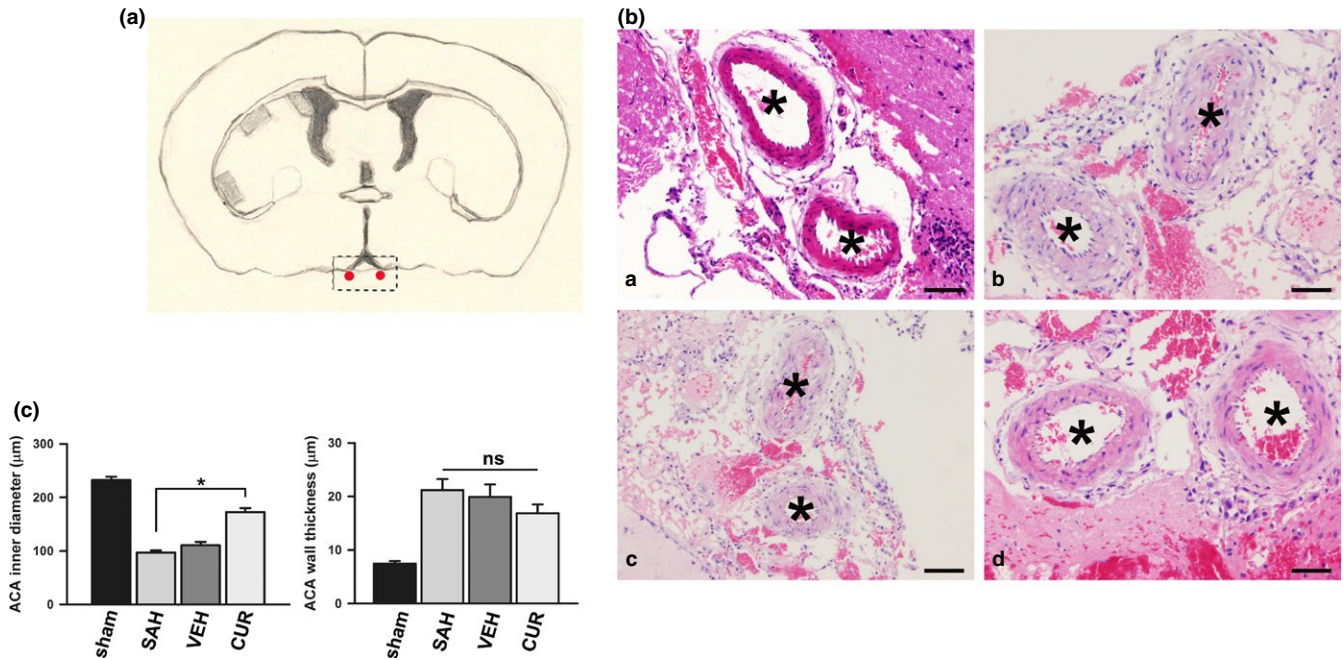 (a)
(b)
a
b
c
d
(c)
ACA inner diameter (μm)
300
200
100
0
*
sham
SAH
VEH
CUR
ACA wall thickness (μm)
30
20
10
0
ns
sham
SAH
VEH
CUR